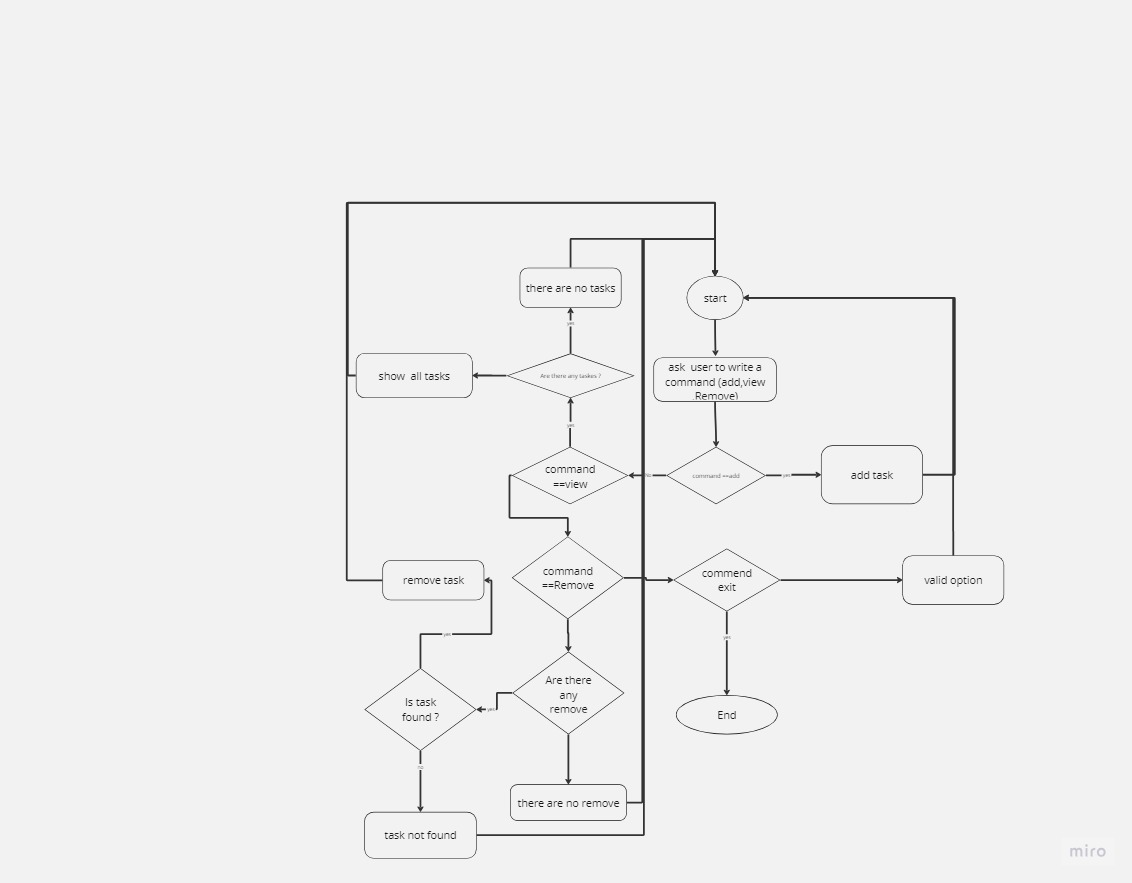 there are no tasks
start
yes
show  all tasks
Are there any taskes ?
ask  user to write a
command (add,view
.Remove)
yes
command
==view
no
command ==add
yes
add task
remove task
command
==Remove
commend
exit
valid option
yes
yes
Is task
found ?
yes
Are there
any
remove
End
no
there are no remove
task not found
miro